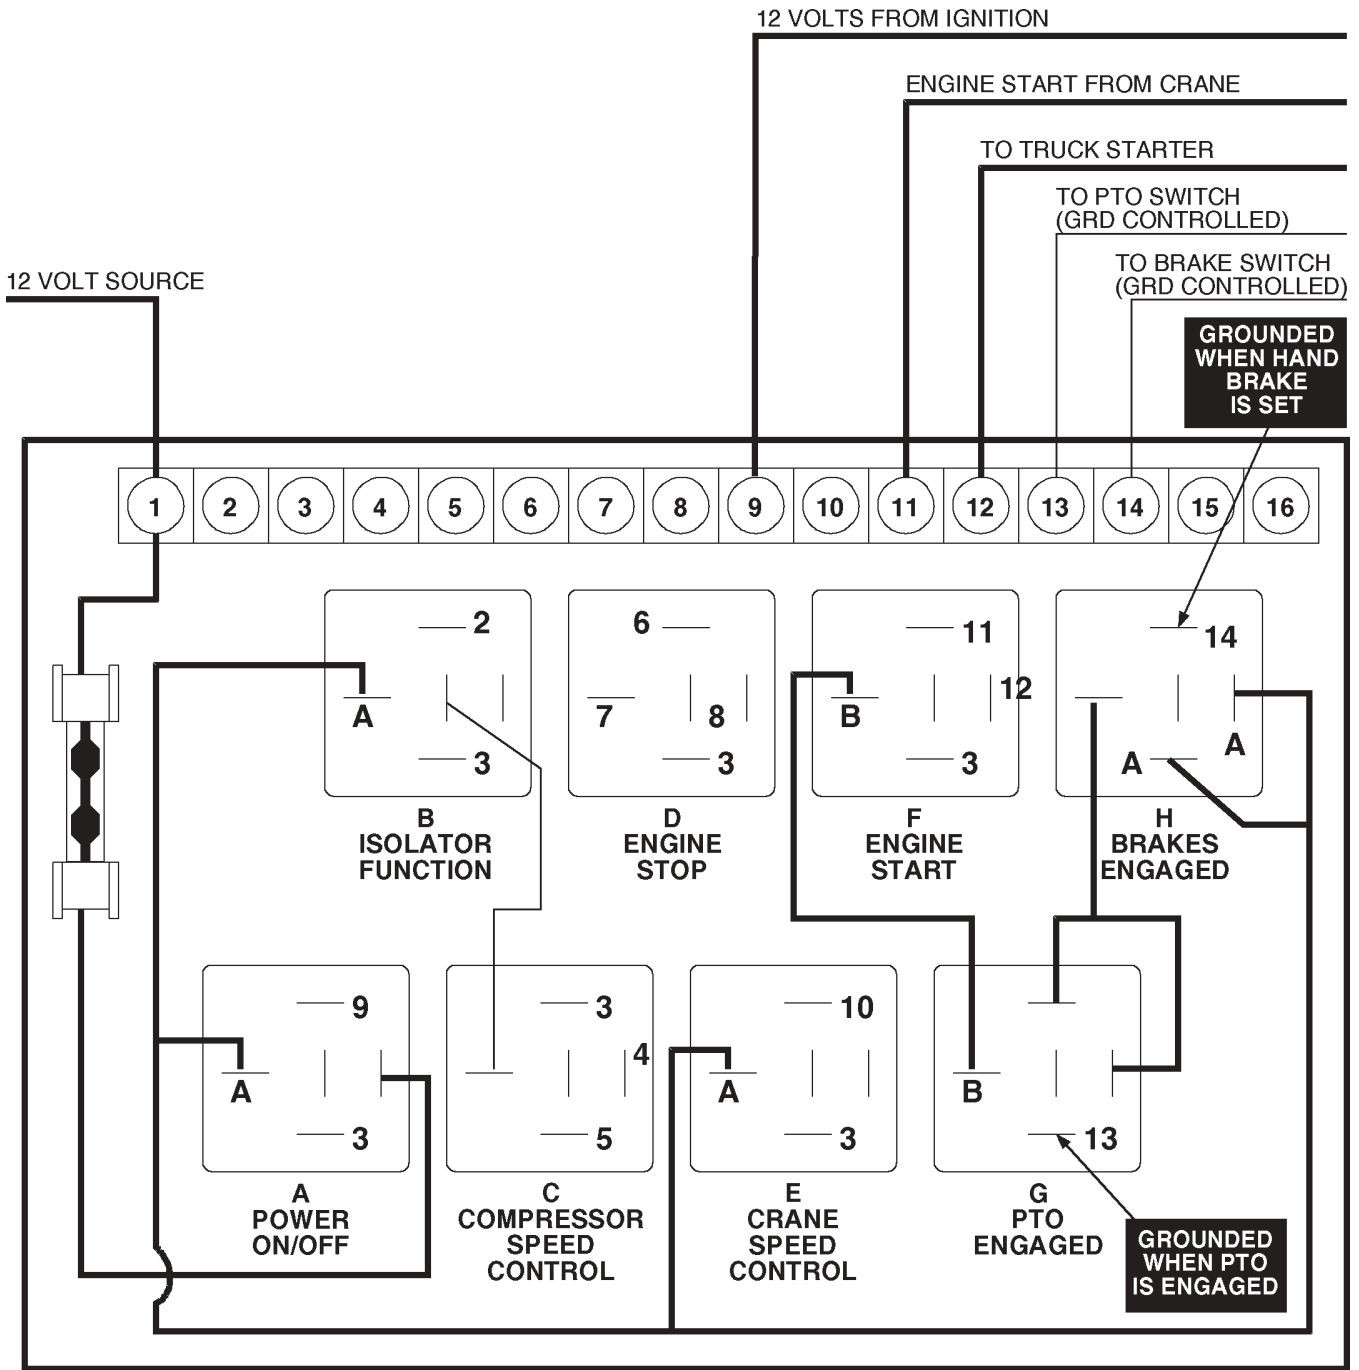 12 VOLTS FROM IGNITION
ENGINE START FROM CRANE
TO TRUCK STARTER
TO PTO SWITCH
(GRD CONTROLLED)
TO BRAKE SWITCH
(GRD CONTROLLED)
12 VOLT SOURCE
GROUNDED
WHEN HAND
BRAKE
IS SET
1 2 3 4 5 6 7 8 9 10 11 12 13 14 15 16
2
A
3
B
ISOLATOR
FUNCTION
6
7
8
3
D
ENGINE
STOP
11
12
B
3
F
ENGINE
START
14
A
A
H
BRAKES
ENGAGED
9
A
3
A
POWER
ON/OFF
3
4
5
C
COMPRESSOR
SPEED
CONTROL
10
A
3
E
CRANE
SPEED
CONTROL
B
13
G
PTO
ENGAGED
GROUNDED
WHEN PTO
IS ENGAGED